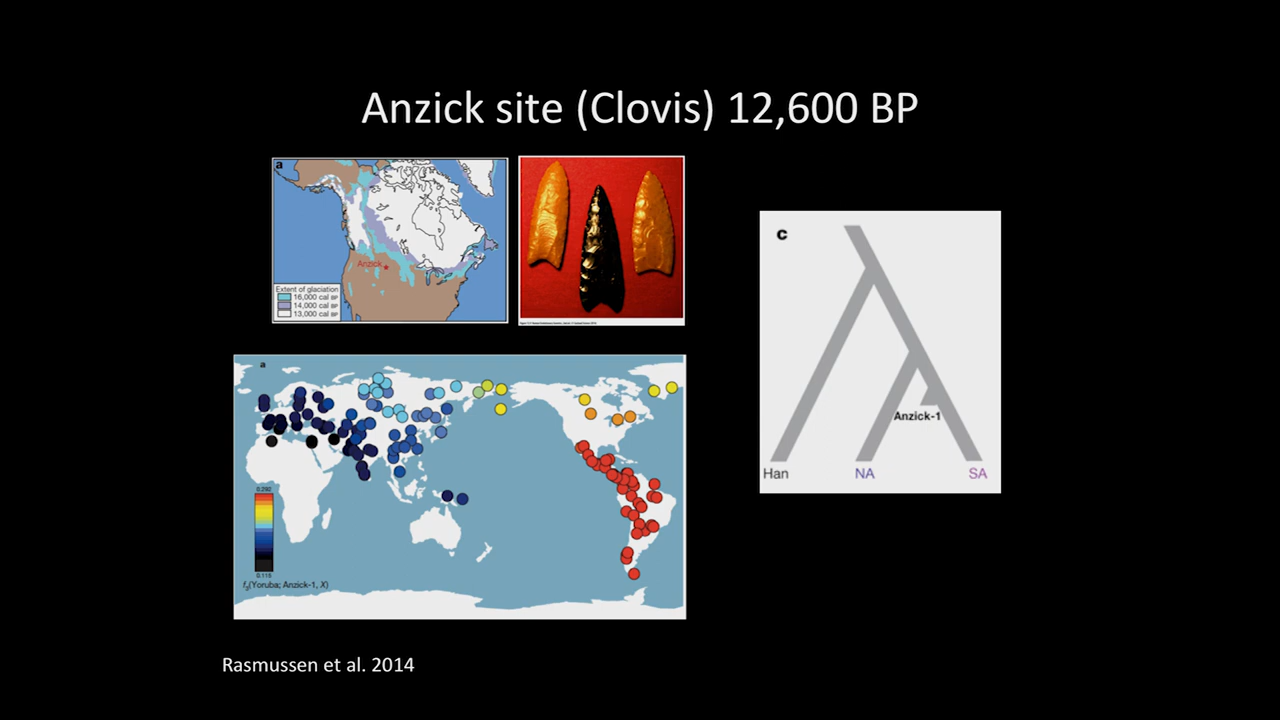 Anzick site (Clovis) 12,600 BP
a
Anzick
Extent of glaciation
16,000 cal BP
14,000 cal BP
13,000 cal BP
c
Anzick-1
Han
NA
SA
a
0.292
0.115
f3(Yoruba; Anzick-1, X)
Rasmussen et al. 2014